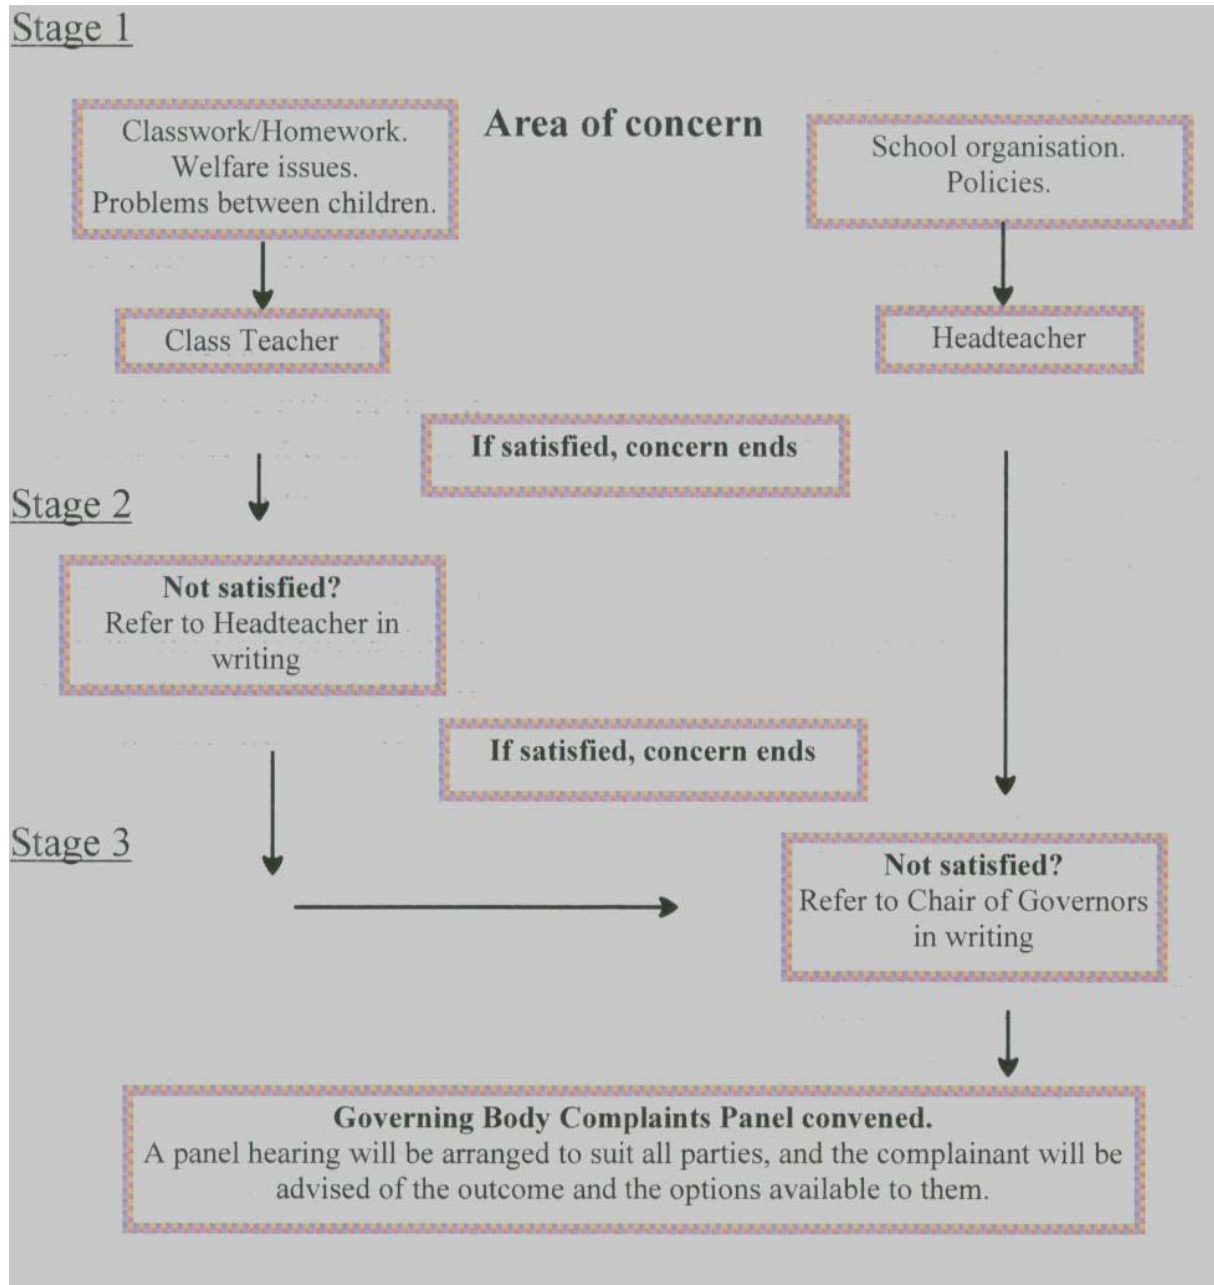 Stage 1
Area of concern
Classwork/Homework.
Welfare issues.
Problems between children.
School organisation.
Policies.
Class Teacher
Headteacher
If satisfied, concern ends
Stage 2
Not satisfied?
Refer to Headteacher in
writing
If satisfied, concern ends
Stage 3
Not satisfied?
Refer to Chair of Governors
in writing
Governing Body Complaints Panel convened.
A panel hearing will be arranged to suit all parties, and the complainant will be
advised of the outcome and the options available to them.